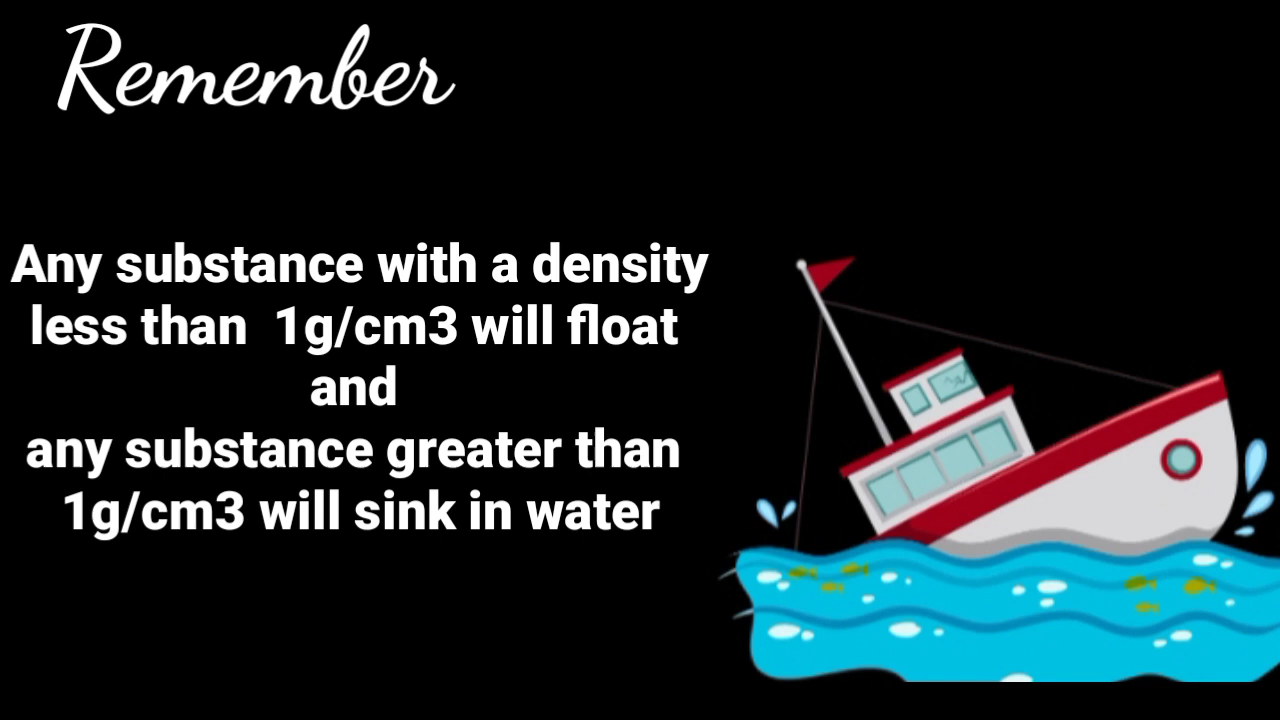 Remember
Any substance with a density
less than  1g/cm3 will float
and
any substance greater than
1g/cm3 will sink in water